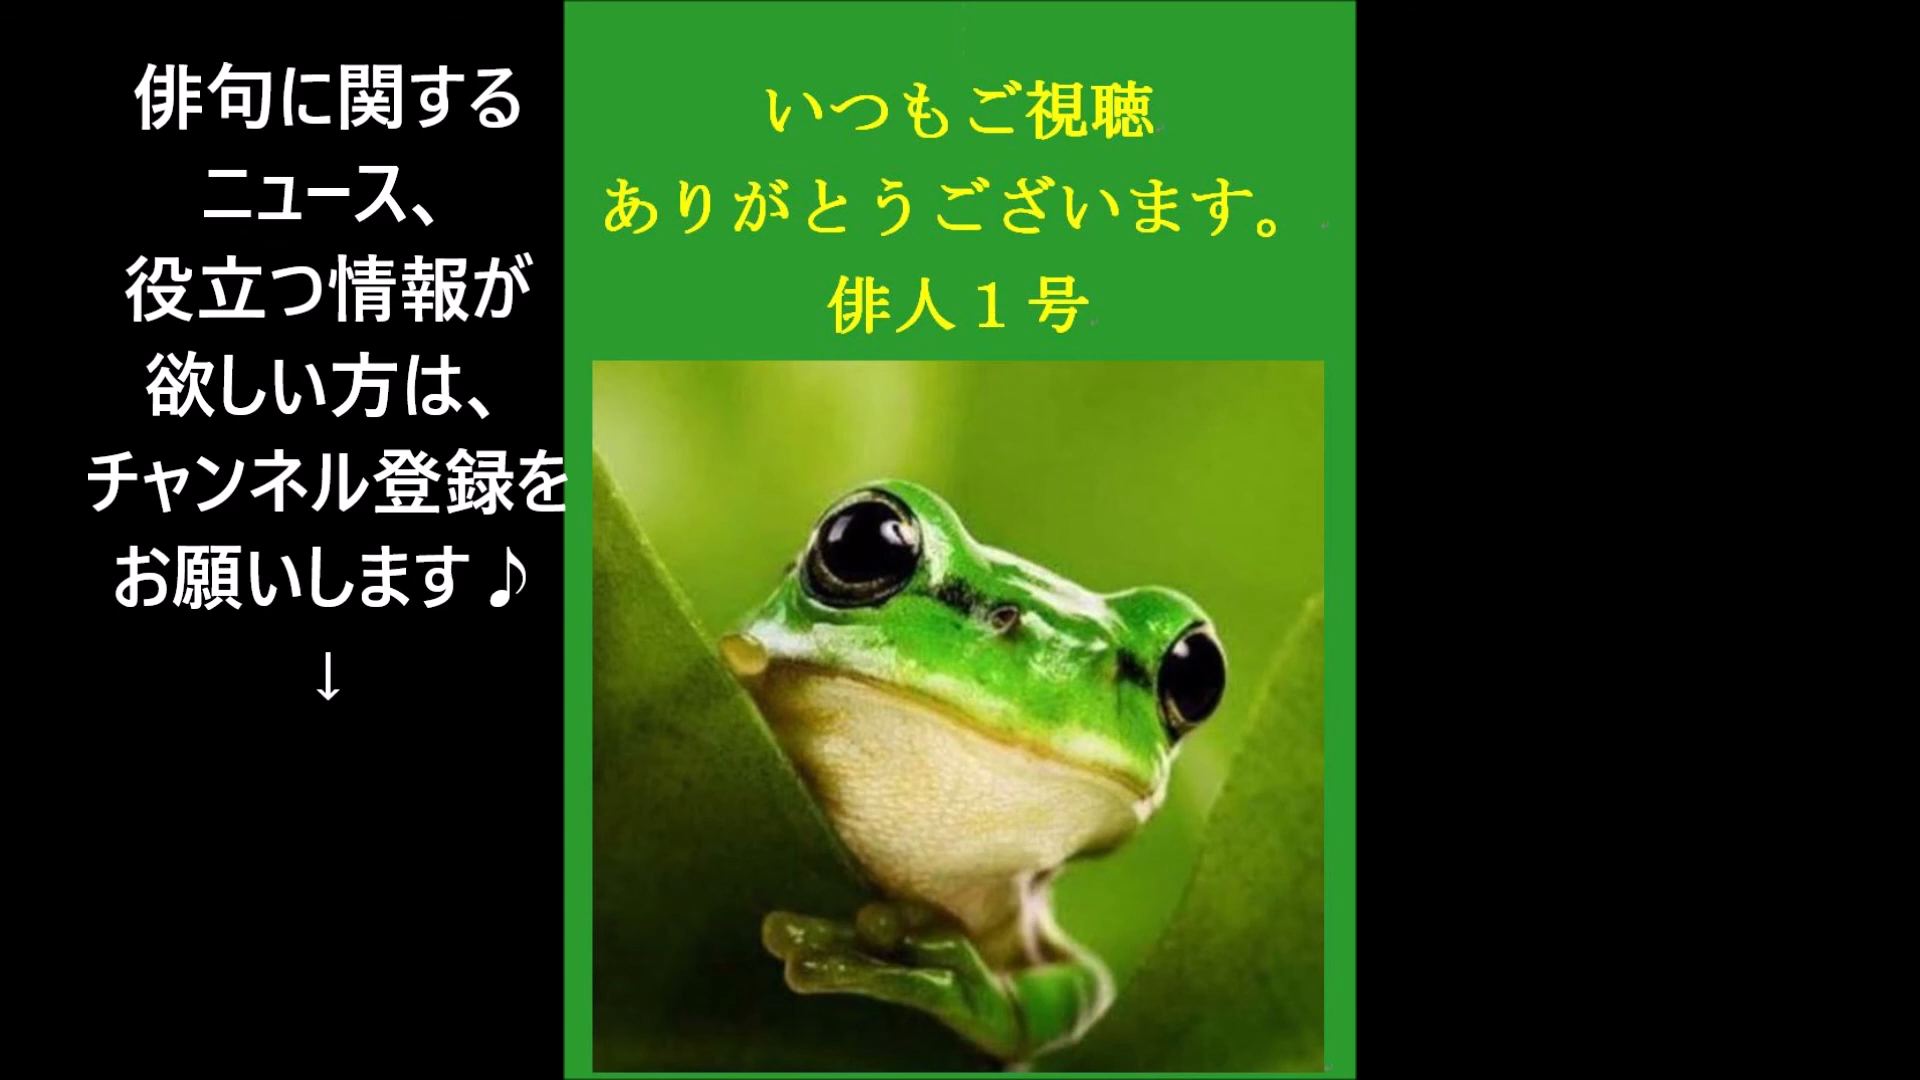 俳句に関する
ニュース、
役立つ情報が
欲しい方は、
チャンネル登録を
お願いします♪
↓
いつもご視聴
ありがとうございます。
俳人１号